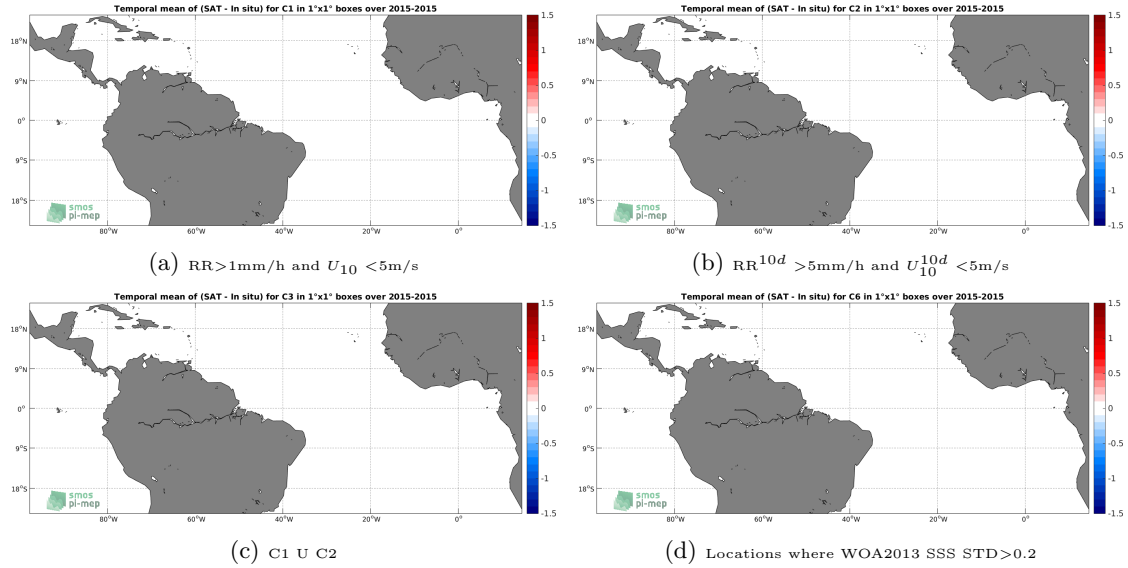 Temporal mean of (SAT - In situ) for C1 in 1°x1° boxes over 2015-2015
18°N
9°N
0°
9°S
18°S
80°W
60°W
40°W
20°W
0°
1.5
1
0.5
0
-0.5
-1
-1.5
smos
pi-mep
(a) RR>1mm/h and U10 <5m/s
Temporal mean of (SAT - In situ) for C2 in 1°x1° boxes over 2015-2015
18°N
9°N
0°
9°S
18°S
80°W
60°W
40°W
20°W
0°
1.5
1
0.5
0
-0.5
-1
-1.5
smos
pi-mep
(b) RR10d >5mm/h and U10d10 <5m/s
Temporal mean of (SAT - In situ) for C3 in 1°x1° boxes over 2015-2015
18°N
9°N
0°
9°S
18°S
80°W
60°W
40°W
20°W
0°
1.5
1
0.5
0
-0.5
-1
-1.5
smos
pi-mep
(c) C1 U C2
Temporal mean of (SAT - In situ) for C6 in 1°x1° boxes over 2015-2015
18°N
9°N
0°
9°S
18°S
80°W
60°W
40°W
20°W
0°
1.5
1
0.5
0
-0.5
-1
-1.5
smos
pi-mep
(d) Locations where WOA2013 SSS STD>0.2